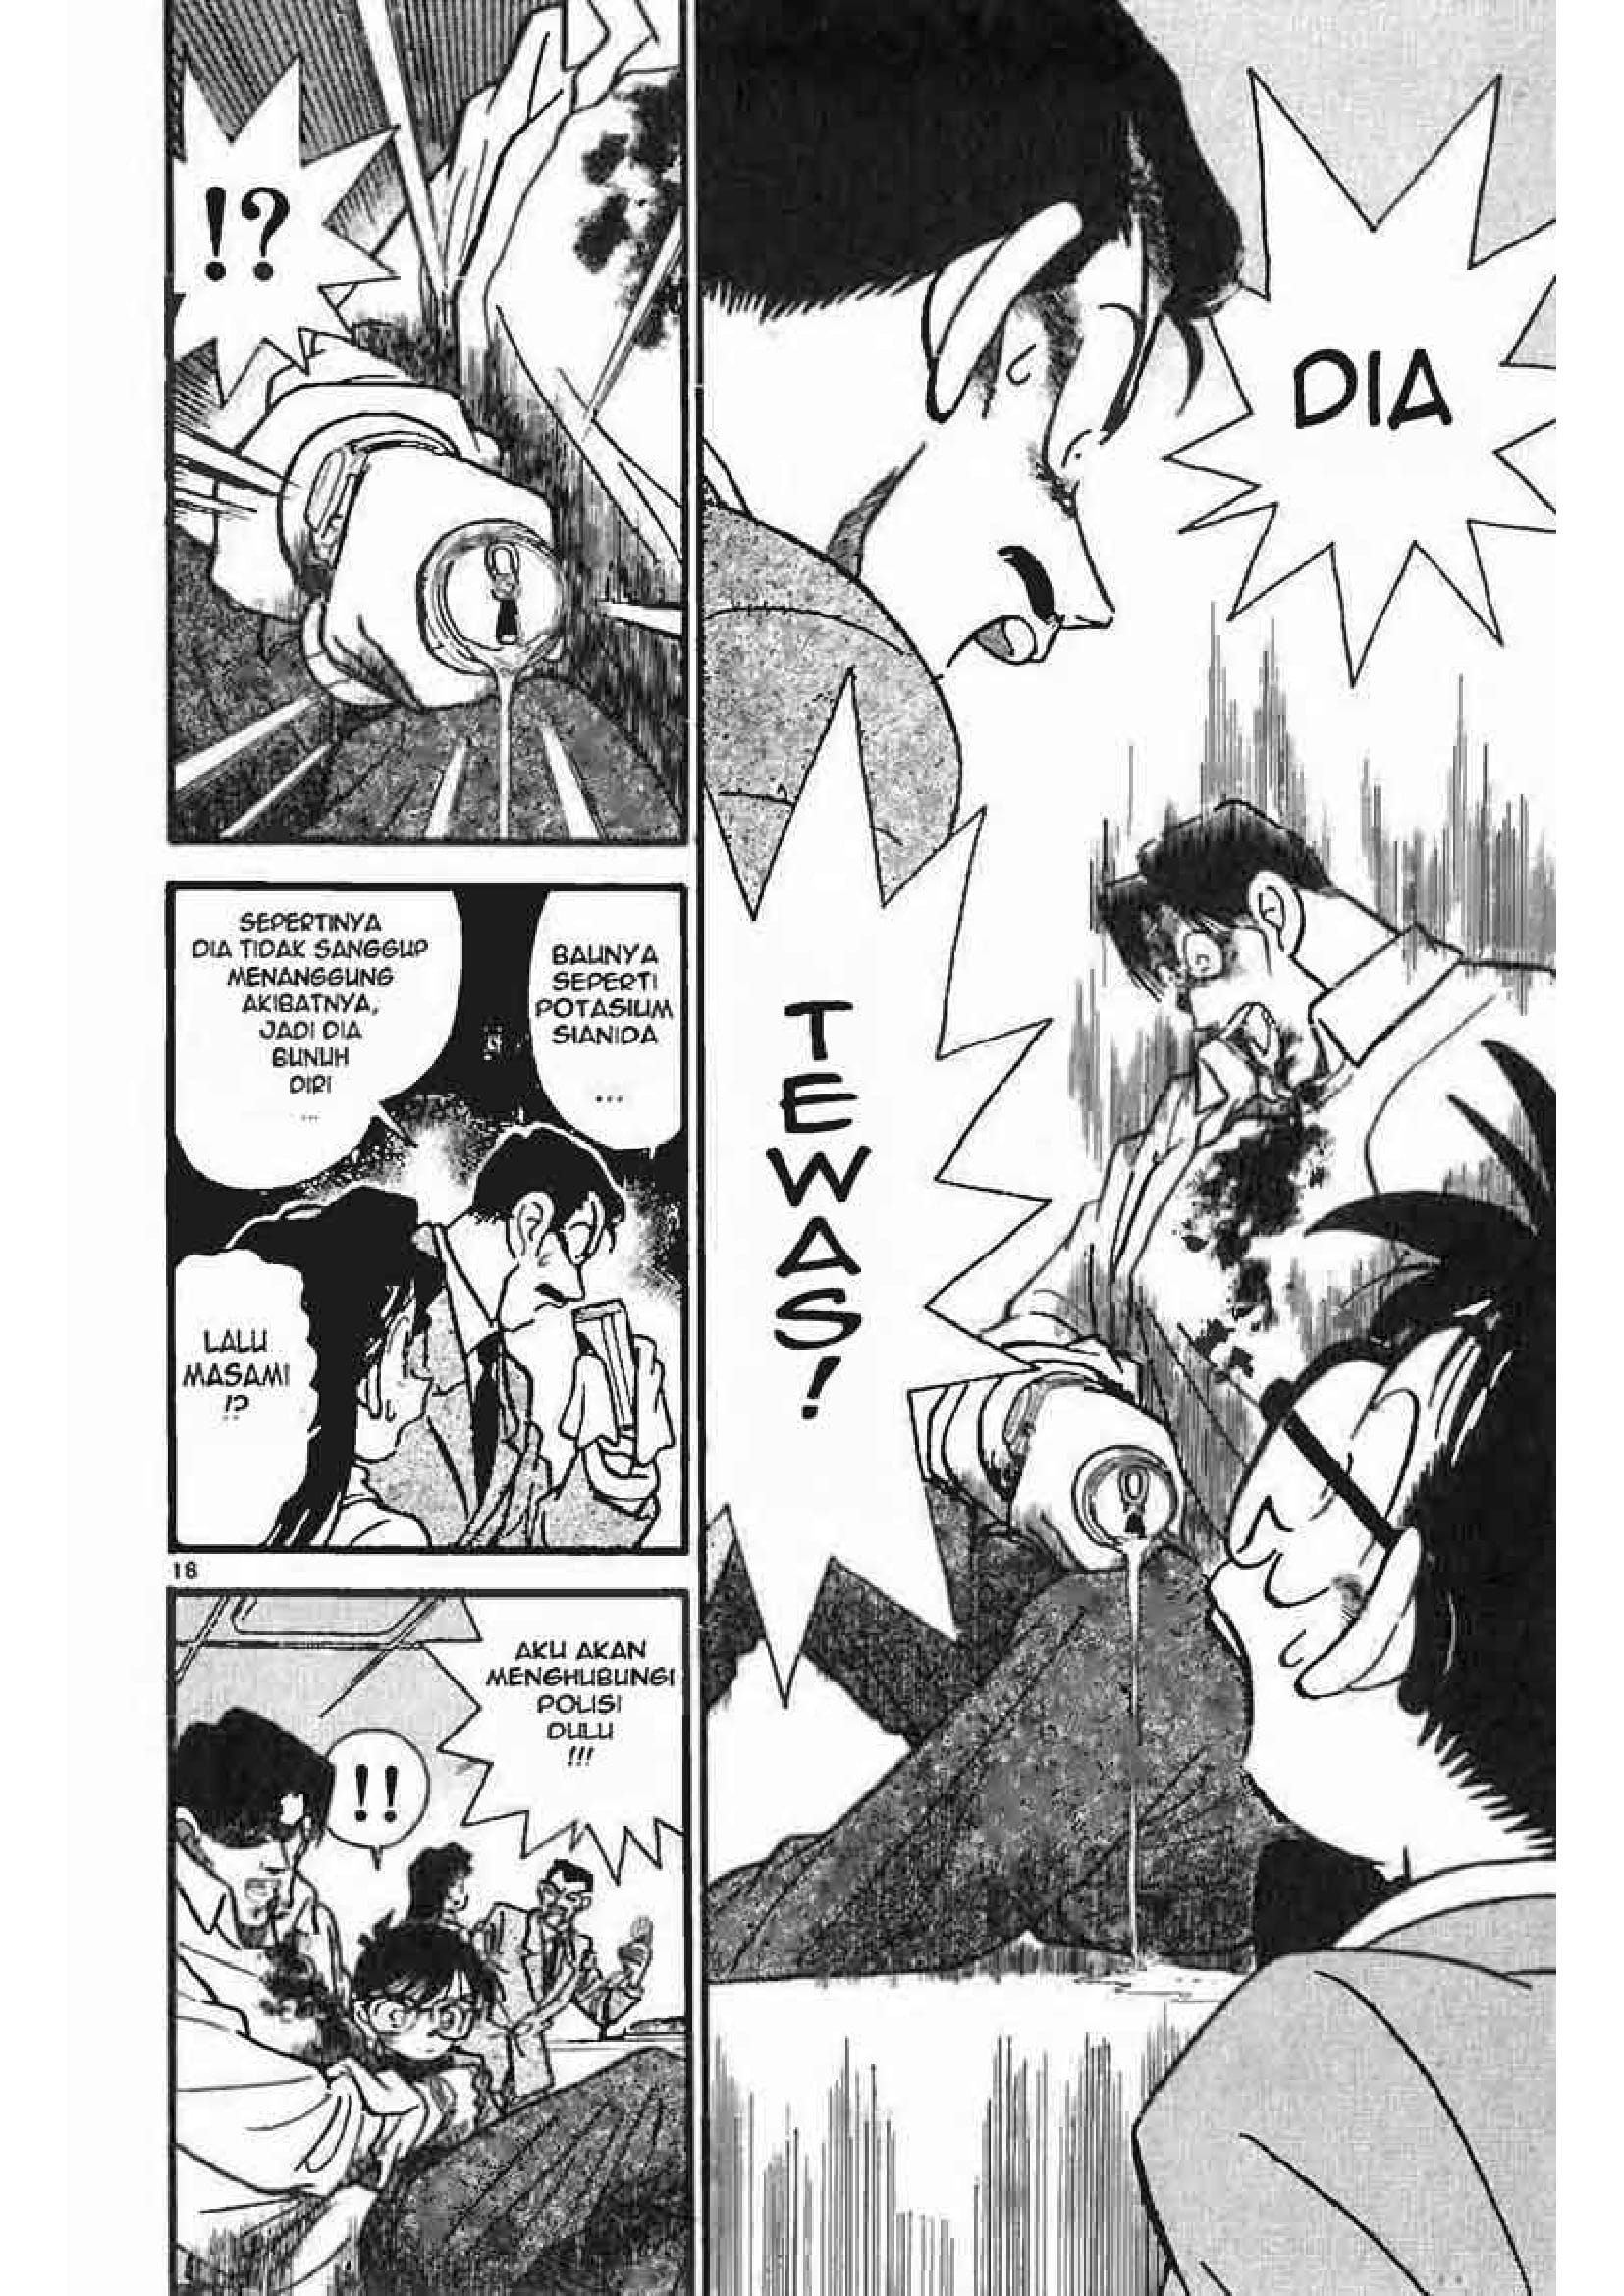 DIA
T
E
W
A
S
!
!?
BAUNYA
SEPERTI
POTASIUM
SIANIDA
...
SEPERTINYA
DIA TIDAK SANGGUP
MENANGGUNG
AKIBATNYA,
JADI DIA
BUNUH
DIRI
...
LALU
MASAMI
!?
16
AKU AKAN
MENGHUBUNGI
POLISI
DULU
!!!
!!